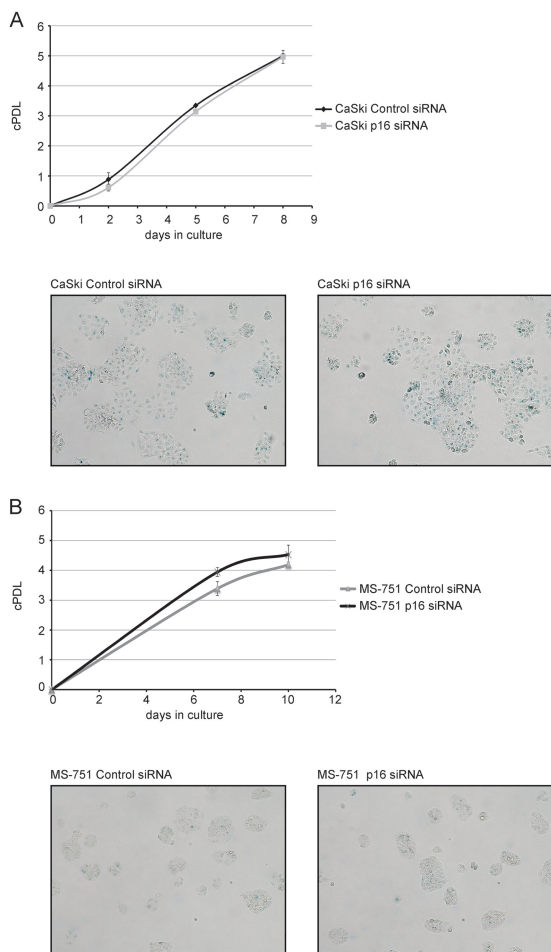 A
6
5
4
3
2
1
0
cPDL
0 1 2 3 4 5 6 7 8 9
days in culture
CaSki Control siRNA
CaSki p16 siRNA
CaSki Control siRNA
CaSki p16 siRNA
B
6
5
4
3
2
1
0
cPDL
0 2 4 6 8 10 12
days in culture
MS-751 Control siRNA
MS-751 p16 siRNA
MS-751 Control siRNA
MS-751 p16 siRNA